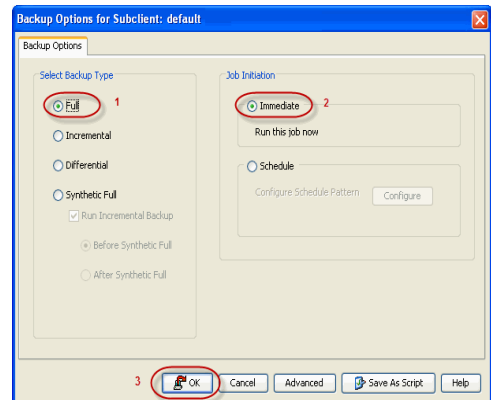 Backup Options for Subclient: default
Backup Options
Select Backup Type
Full
1
Incremental
Differential
Synthetic Full
Run Incremental Backup
Before Synthetic Full
After Synthetic Full
Job Initiation
Immediate
2
Run this job now
Schedule
Configure Schedule Pattern
Configure
3
OK
Cancel
Advanced
Save As Script
Help